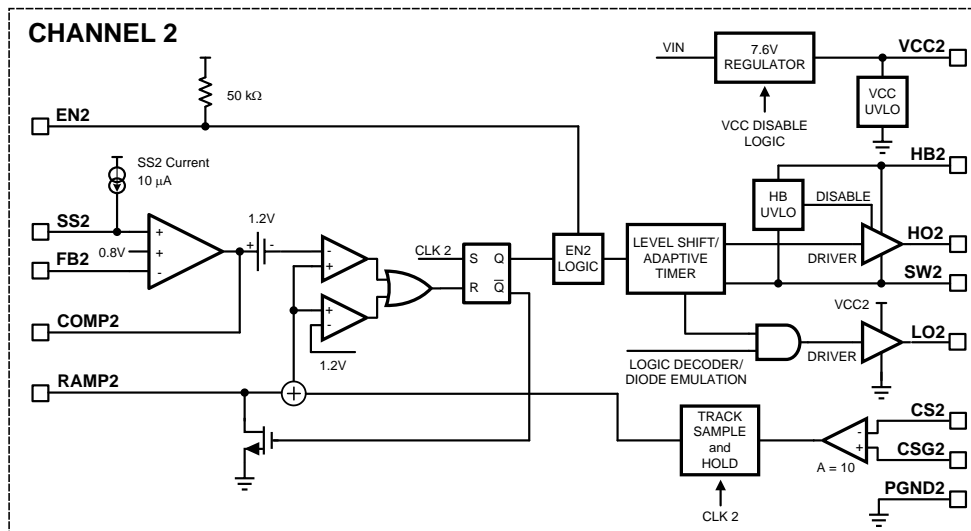 CHANNEL 2
VIN
7.6V
REGULATOR
VCC2
50 kΩ
VCC
UVLO
EN2
VCC DISABLE
LOGIC
HB2
SS2 Current
10 μA
HB
UVLO
DISABLE
SS2
+
1.2V
+ -
0.8V
+
-
+
CLK 2
S Q
EN2
LOGIC
LEVEL SHIFT/
ADAPTIVE
TIMER
DRIVER
HO2
FB2
-
R Q
SW2
+
-
VCC2
COMP2
1.2V
LOGIC DECODER/
DIODE EMULATION
DRIVER
LO2
RAMP2
+
TRACK
SAMPLE
and
HOLD
-
+
A = 10
CS2
CSG2
CLK 2
PGND2